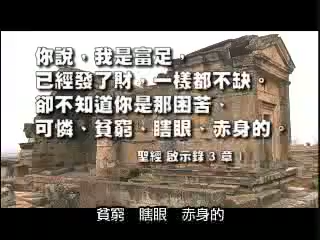 你說，我是富足，
已經發了財，一樣都不缺。
卻不知道你是那困苦、
可憐、貧窮、瞎眼、赤身的。
聖經 啟示錄 3 章
貧窮 瞎眼 赤身的